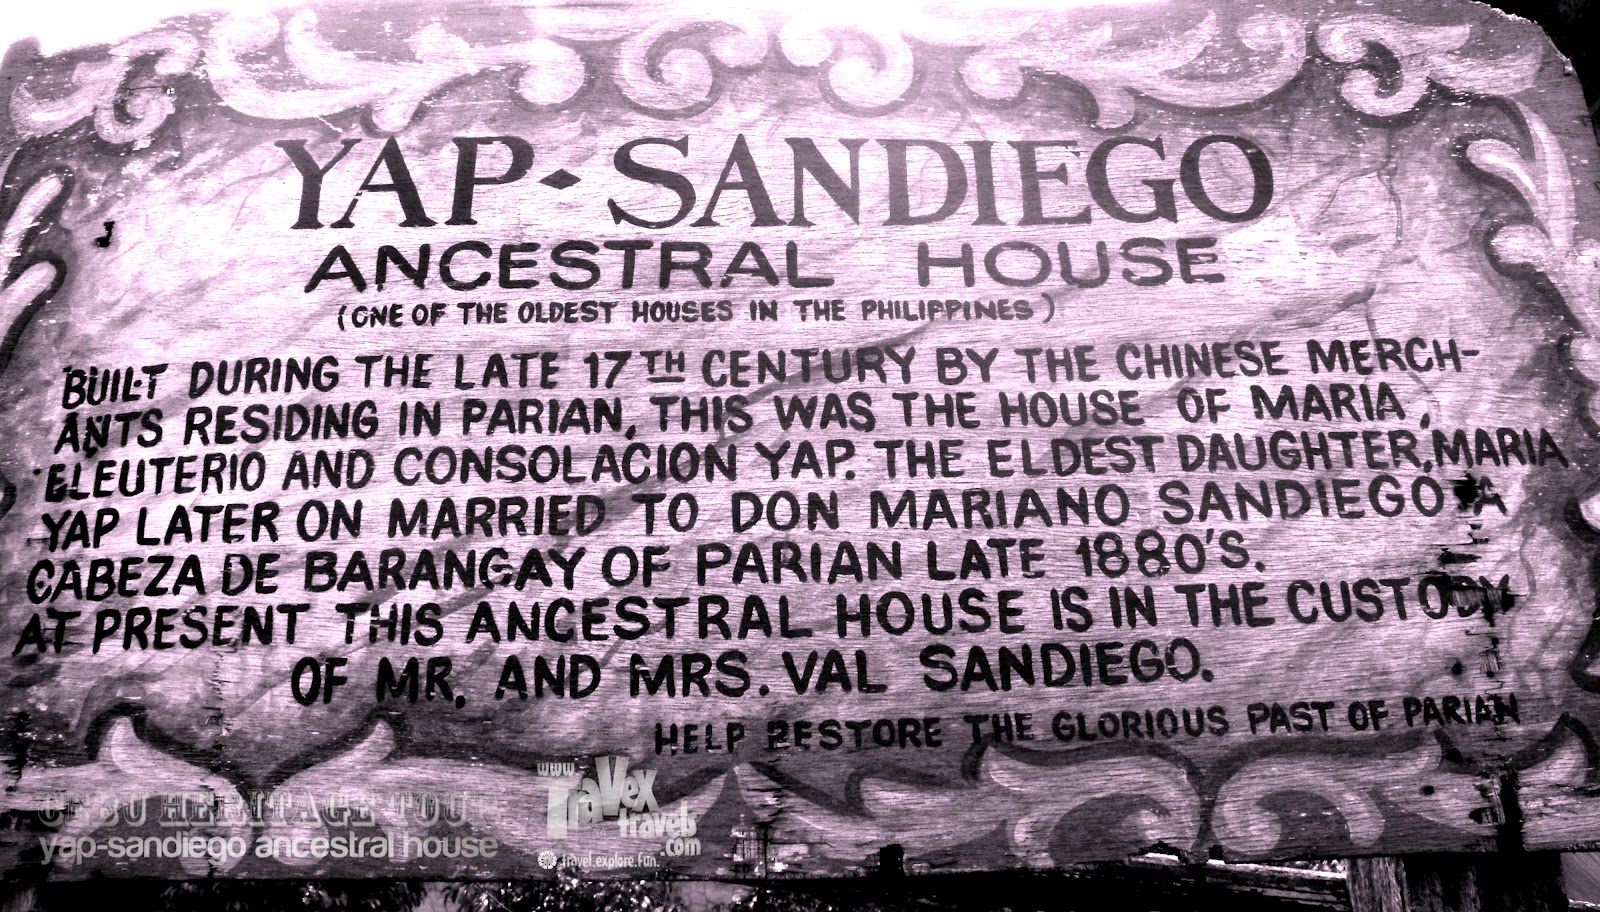 YAP-SANDIEGO
ANCESTRAL HOUSE
(ONE OF THE OLDEST HOUSES IN THE PHILIPPINES)
BUILT DURING THE LATE 17TH CENTURY BY THE CHINESE MERCH-
ANTS RESIDING IN PARIAN, THIS WAS THE HOUSE OF MARIA,
ELEUTERIO AND CONSOLACION YAP. THE ELDEST DAUGHTER, MARIA
YAP LATER ON MARRIED TO DON MARIANO SANDIEGO A
CABEZA DE BARANGAY OF PARIAN LATE 1880'S.
AT PRESENT THIS ANCESTRAL HOUSE IS IN THE CUSTODY
OF MR. AND MRS. VAL SANDIEGO.
HELP RESTORE THE GLORIOUS PAST OF PARIAN
CEBU HERITAGE TOUR
yap-sandiego ancestral house
www
TraVex
travels
.com
travel.explore.fun.